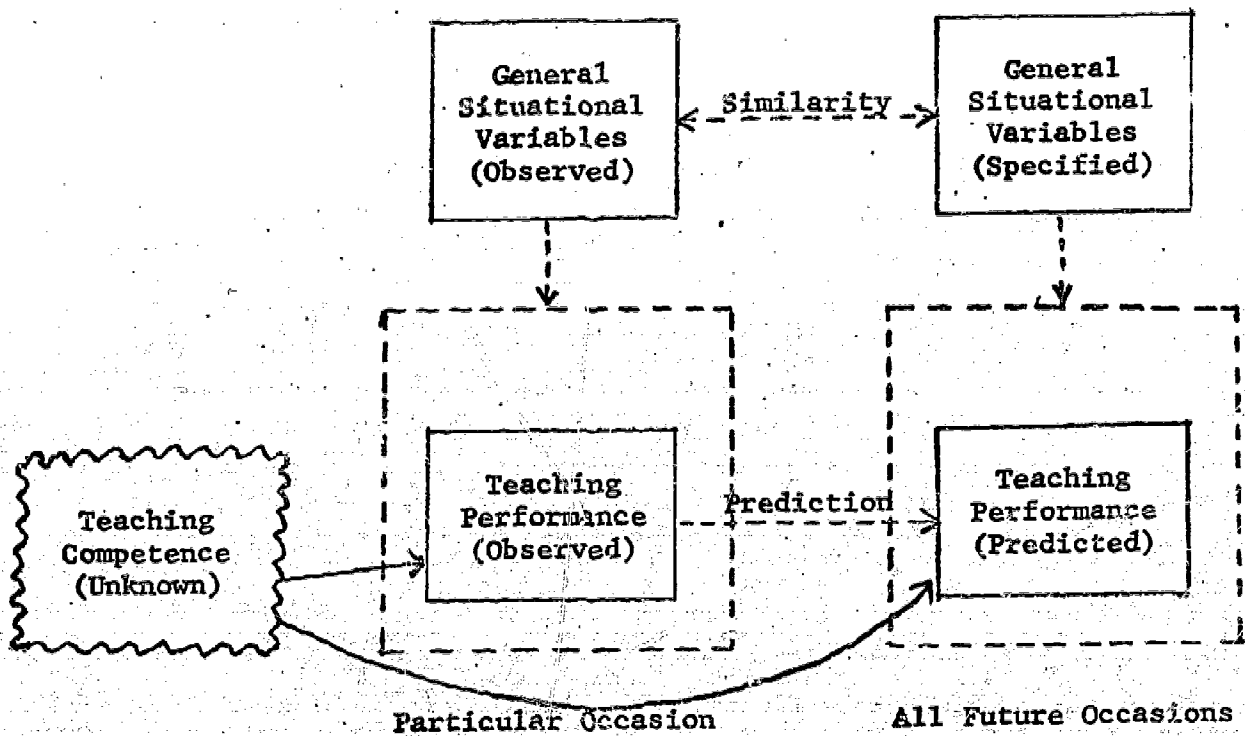 General
Situational
Variables
(Observed)
Similarity
General
Situational
Variables
(Specified)
Teaching
Competence
(Unknown)
Teaching
Performance
(Observed)
Prediction
Teaching
Performance
(Predicted)
Particular Occasion
All Future Occasions